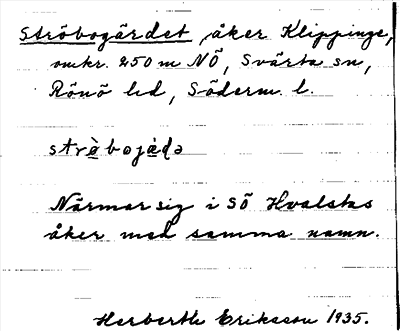 Ströbogärdet, åker Klippinge,
omkr. 250 m NÖ, Svärta sn,
Rönö hd, Söderm. l.
strὸbojàḍə
Närmar sig i SÖ Hvalstas
åker med samma namn.
Herberth Eriksson 1935.